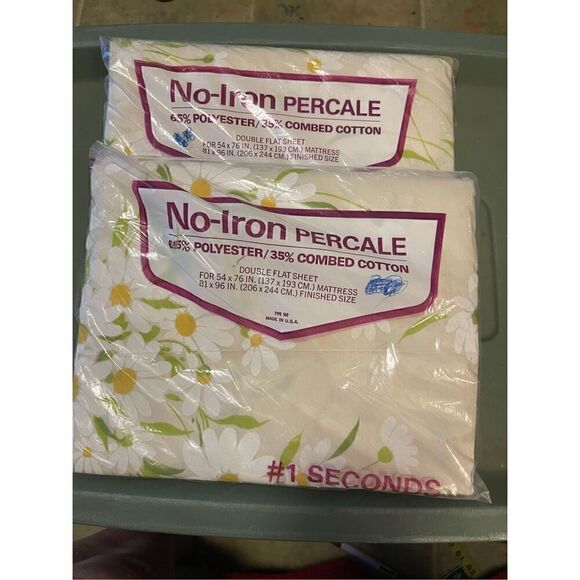 No-Iron PERCALE
65% POLYESTER/35% COMBED COTTON
DOUBLE FLAT SHEET
FOR 54 x 76 IN. (137 x 193 CM.) MATTRESS
81 x 96 IN. (206 x 244 CM.) FINISHED SIZE
No-Iron PERCALE
65% POLYESTER/35% COMBED COTTON
DOUBLE FLAT SHEET
FOR 54 x 76 IN. (137 x 193 CM.) MATTRESS
81 x 96 IN. (206 x 244 CM.) FINISHED SIZE
TYPE 180
MADE IN U.S.A.
#1 SECONDS